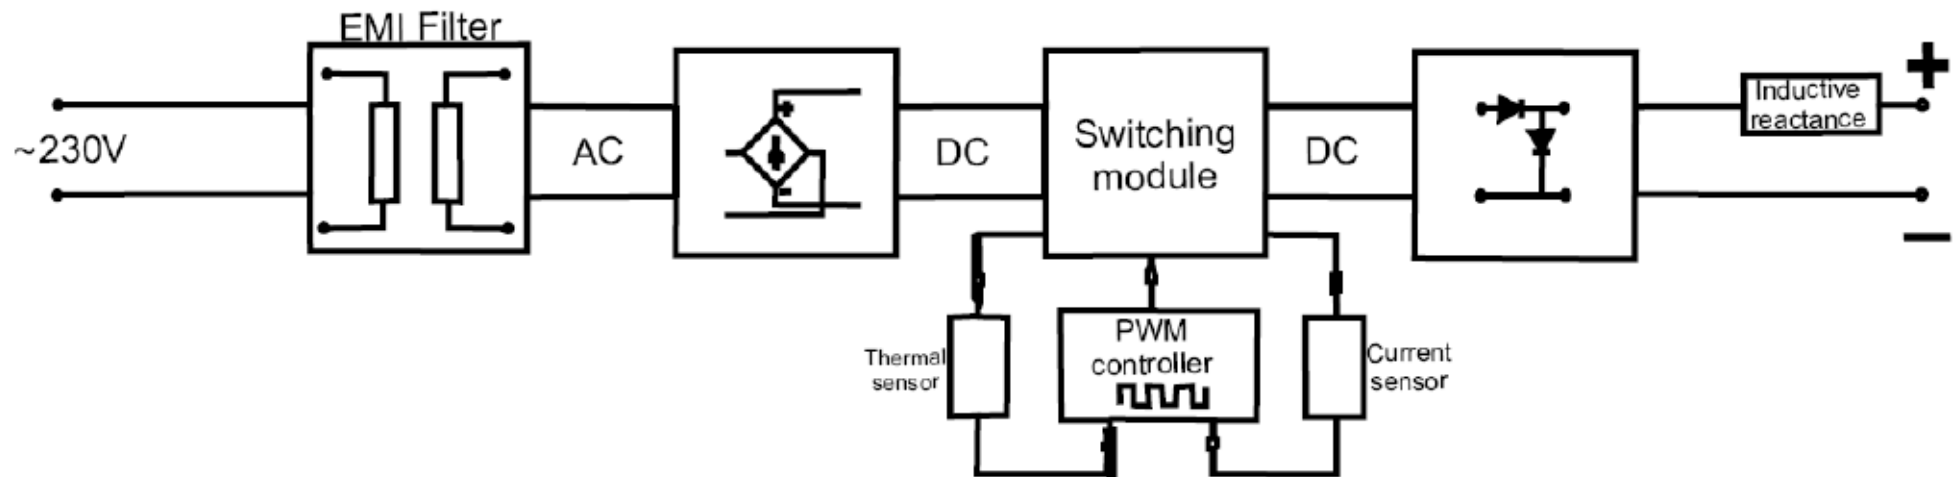 EMI Filter
~230V
AC
DC
Switching
module
DC
Inductive
reactance
+
−
+
-
Thermal
sensor
PWM
controller
Current
sensor